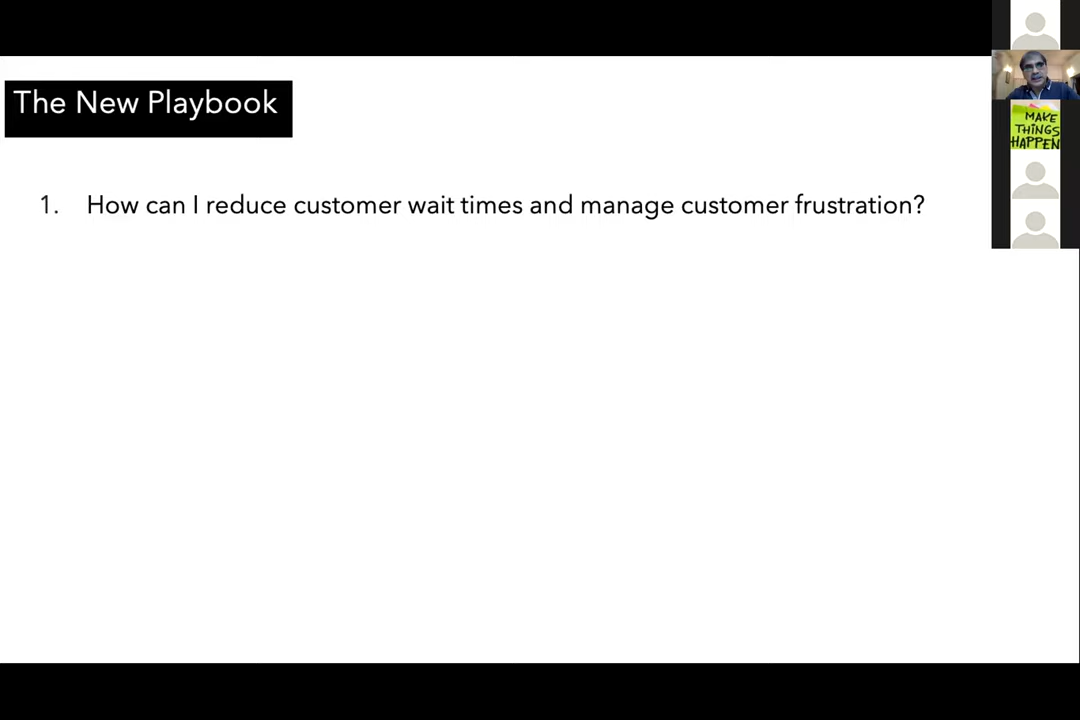 The New Playbook
1. How can I reduce customer wait times and manage customer frustration?
MAKE
THINGS
HAPPEN